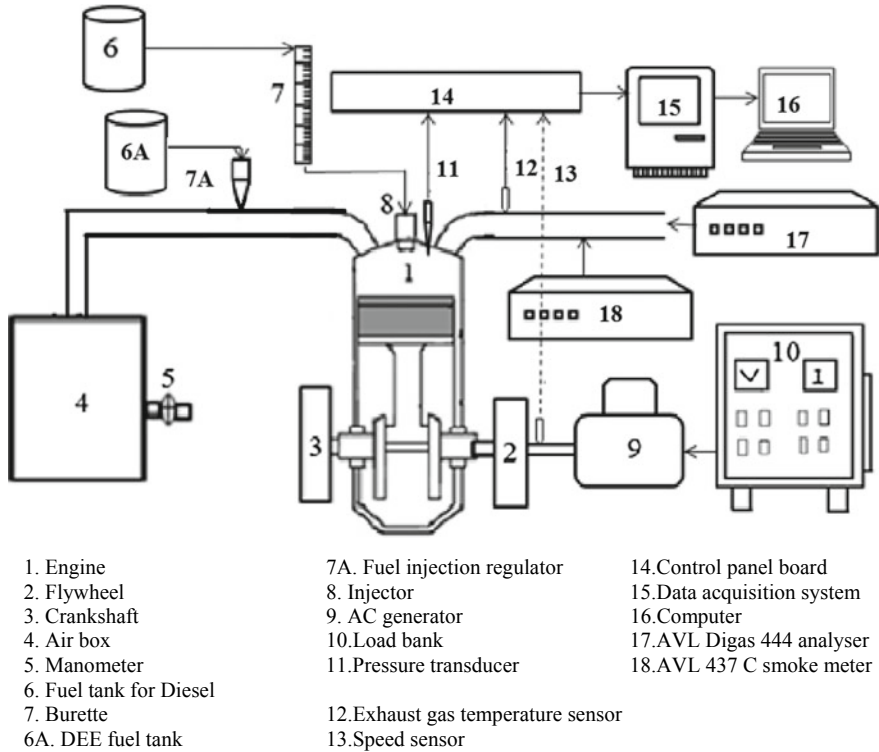 6
7
14
15
16
6A
7A
8
11
12
13
17
1
18
10
V
I
4
5
3
2
9
1. Engine
2. Flywheel
3. Crankshaft
4. Air box
5. Manometer
6. Fuel tank for Diesel
7. Burette
6A. DEE fuel tank
7A. Fuel injection regulator
8. Injector
9. AC generator
10.Load bank
11.Pressure transducer
12.Exhaust gas temperature sensor
13.Speed sensor
14.Control panel board
15.Data acquisition system
16.Computer
17.AVL Digas 444 analyser
18.AVL 437 C smoke meter